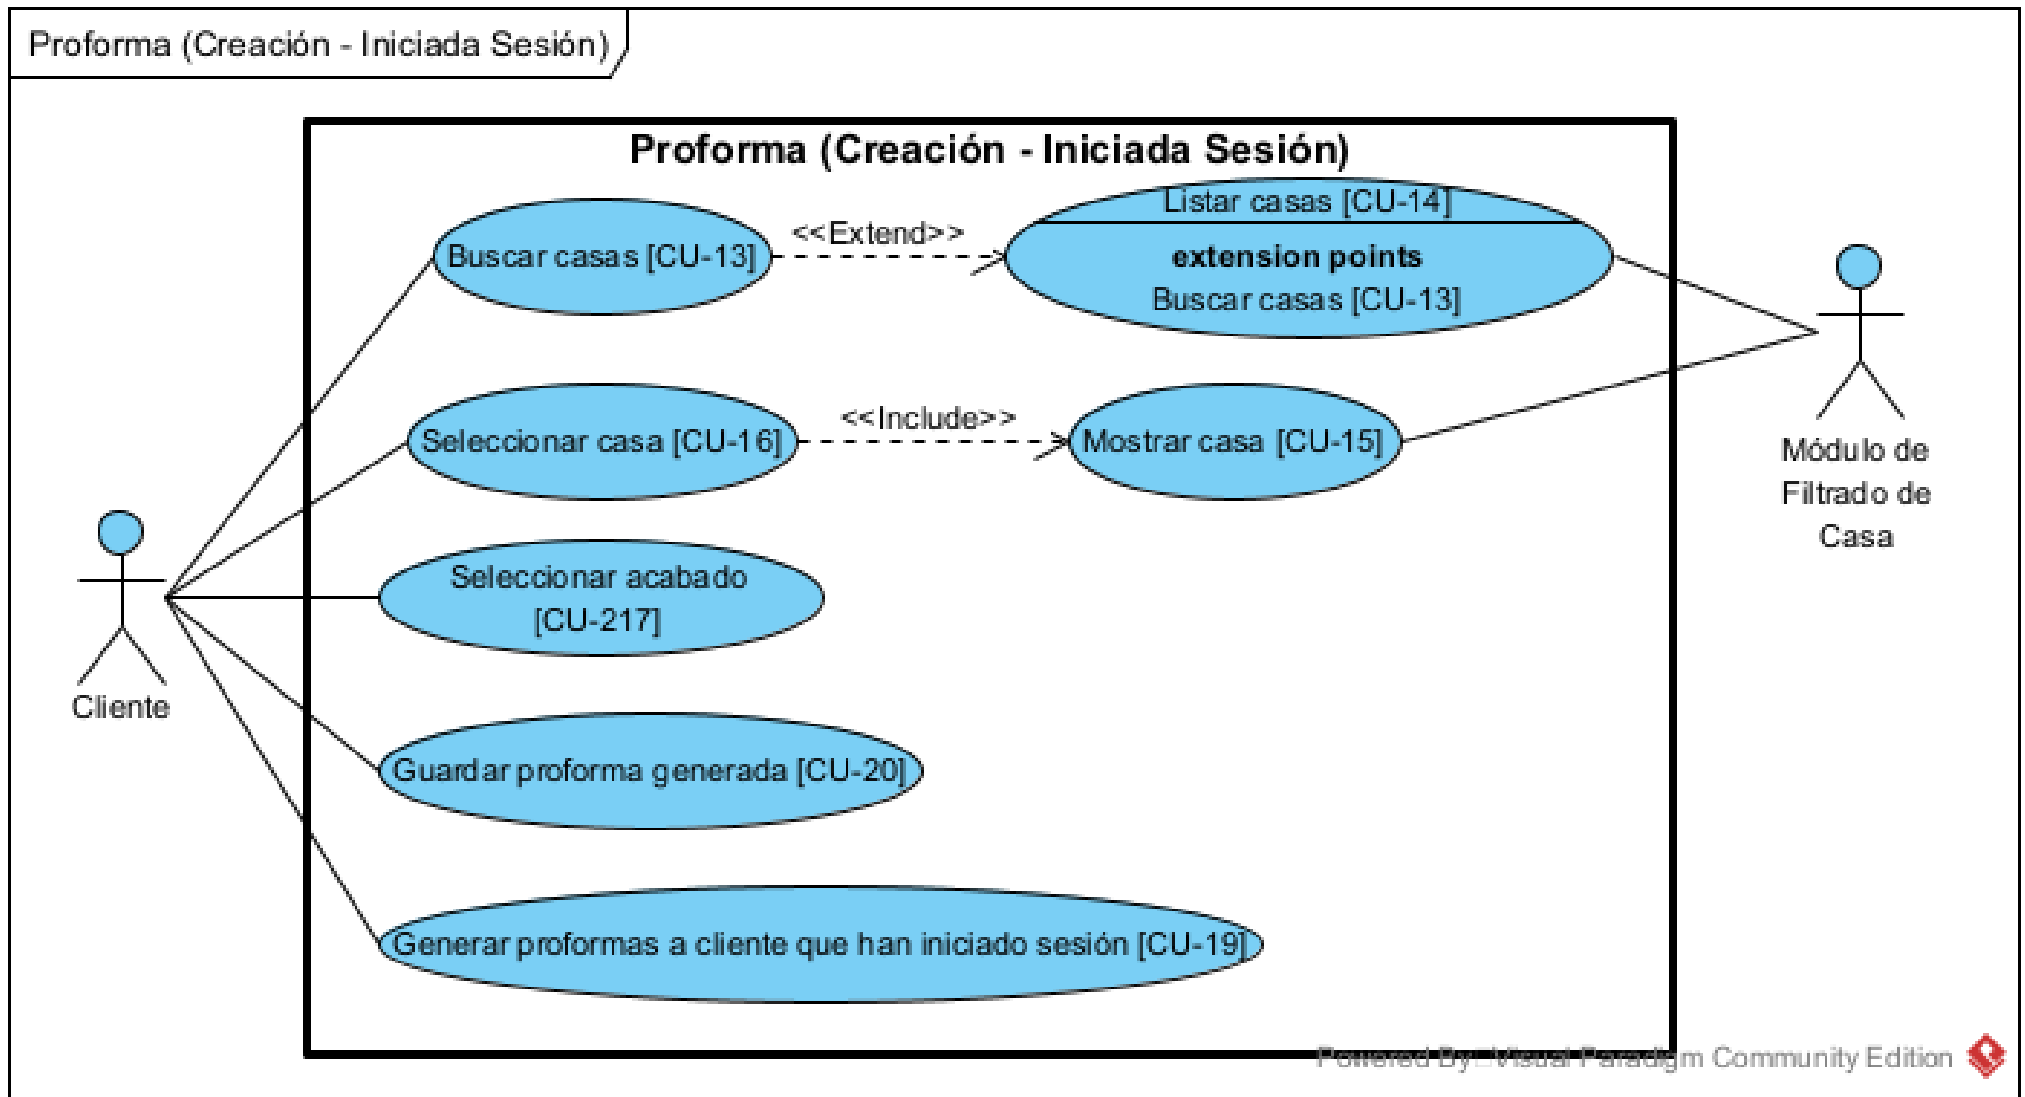 Proforma (Creación - Iniciada Sesión)
Proforma (Creación - Iniciada Sesión)
Buscar casas [CU-13]
<<Extend>>
Listar casas [CU-14]
extension points
Buscar casas [CU-13]
Seleccionar casa [CU-16]
<<Include>>
Mostrar casa [CU-15]
Módulo de
Filtrado de
Casa
Seleccionar acabado
[CU-217]
Cliente
Guardar proforma generada [CU-20]
Generar proformas a cliente que han iniciado sesión [CU-19]
Powered By Visual Paradigm Community Edition